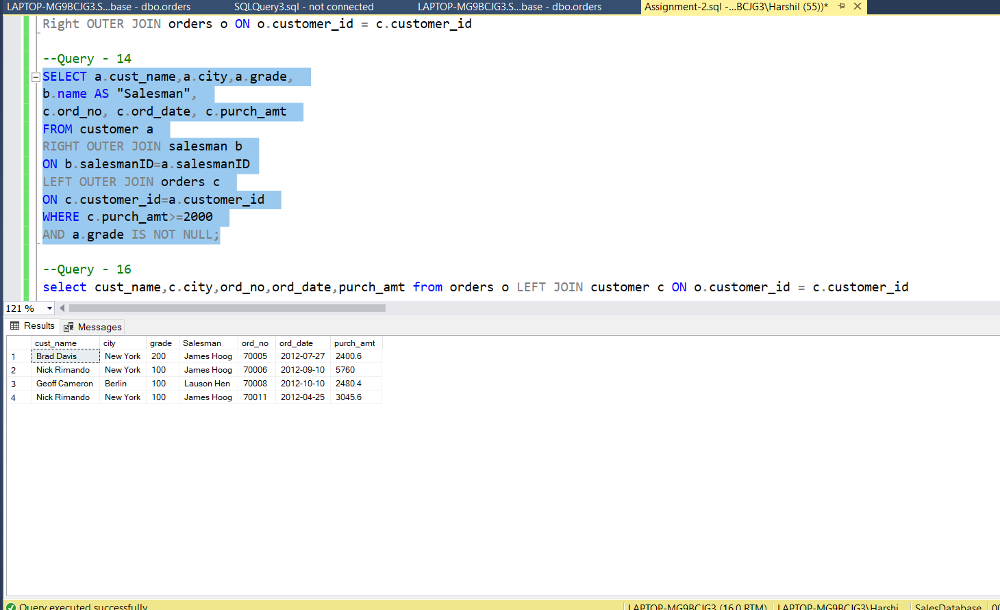 LAPTOP-MG9BCJG3.S...base - dbo.orders SQLQuery3.sql - not connected LAPTOP-MG9BCJG3.S...base - dbo.orders Assignment-2.sql -...BCJG3\Harshil (55))*
Right OUTER JOIN orders o ON o.customer_id = c.customer_id
--Query - 14
SELECT a.cust_name,a.city,a.grade,
b.name AS "Salesman",
c.ord_no, c.ord_date, c.purch_amt
FROM customer a
RIGHT OUTER JOIN salesman b
ON b.salesmanID=a.salesmanID
LEFT OUTER JOIN orders c
ON c.customer_id=a.customer_id
WHERE c.purch_amt>=2000
AND a.grade IS NOT NULL;
--Query - 16
select cust_name,c.city,ord_no,ord_date,purch_amt from orders o LEFT JOIN customer c ON o.customer_id = c.customer_id
121 %
Results Messages
cust_name city grade Salesman ord_no ord_date purch_amt
1 Brad Davis New York 200 James Hoog 70005 2012-07-27 2400.6
2 Nick Rimando New York 100 James Hoog 70006 2012-09-10 5760
3 Geoff Cameron Berlin 100 Lauson Hen 70008 2012-10-10 2480.4
4 Nick Rimando New York 100 James Hoog 70011 2012-04-25 3045.6
Query executed successfully LAPTOP-MG9BCJG3 (16.0 RTM) LAPTOP-MG9BCJG3\Harshi... SalesDatabase 00